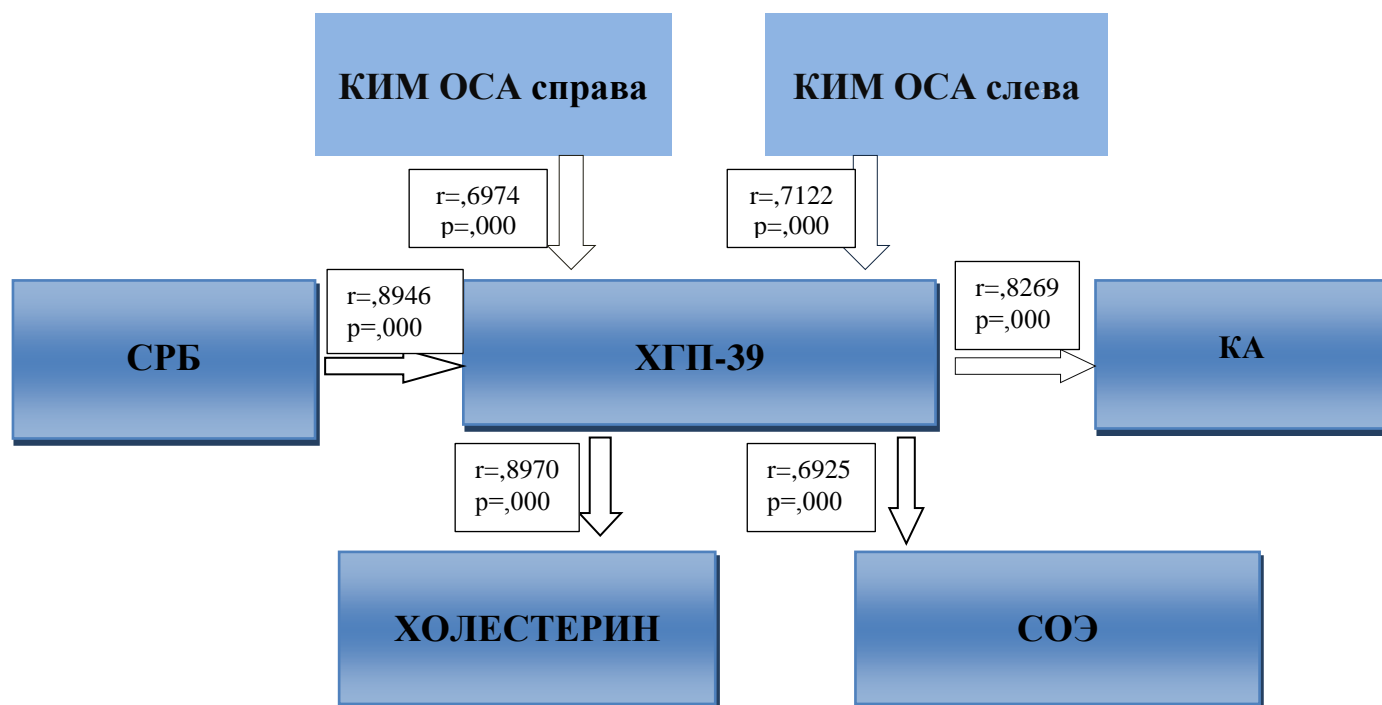 КИМ ОСА справа
КИМ ОСА слева
r=,6974
p=,000
r=,7122
p=,000
СРБ
r=,8946
p=,000
ХГП-39
r=,8269
p=,000
КА
r=,8970
p=,000
r=,6925
p=,000
ХОЛЕСТЕРИН
СОЭ